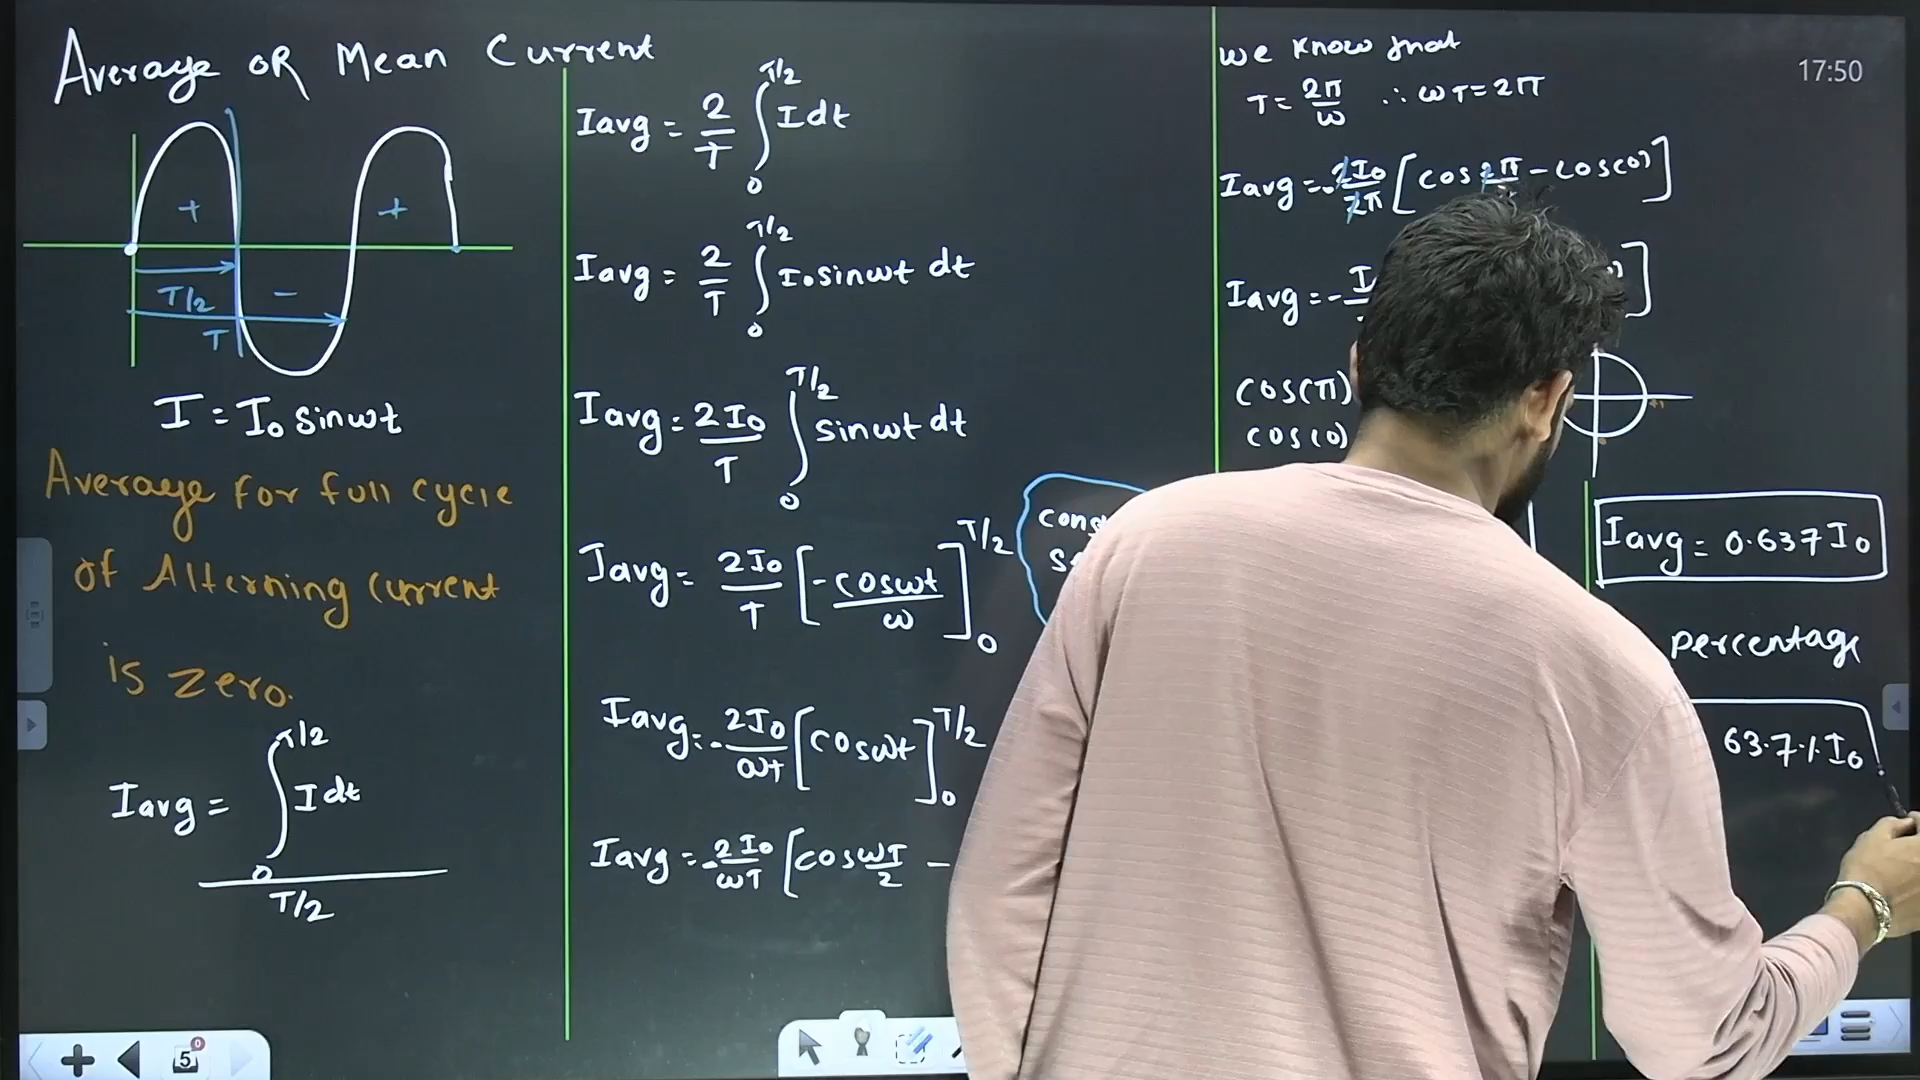 Average OR Mean Current
+
+
T/2
-
T
I = I₀ sinωt
Average for full cycle
of Alterning current
is zero.
Iavg = ∫₀^T/2 I dt
T/2
Iavg = 2/T ∫₀^T/2 I dt
Iavg = 2/T ∫₀^T/2 I₀ sinωt dt
Iavg = 2I₀/T ∫₀^T/2 sinωt dt
Iavg = 2I₀/T [-cosωt/ω]₀^T/2
Iavg = -2I₀/ωT [cosωt]₀^T/2
Iavg = -2I₀/ωT [cos ωT/2 -
we know that
T = 2π/ω ∴ ωT = 2π
Iavg = -2I₀/2π [cos 2π - cos(0)]
Iavg = -
cos(π)
cos(0)
Iavg = 0.637 I₀
percentage
63.7% I₀
17:50
5
0